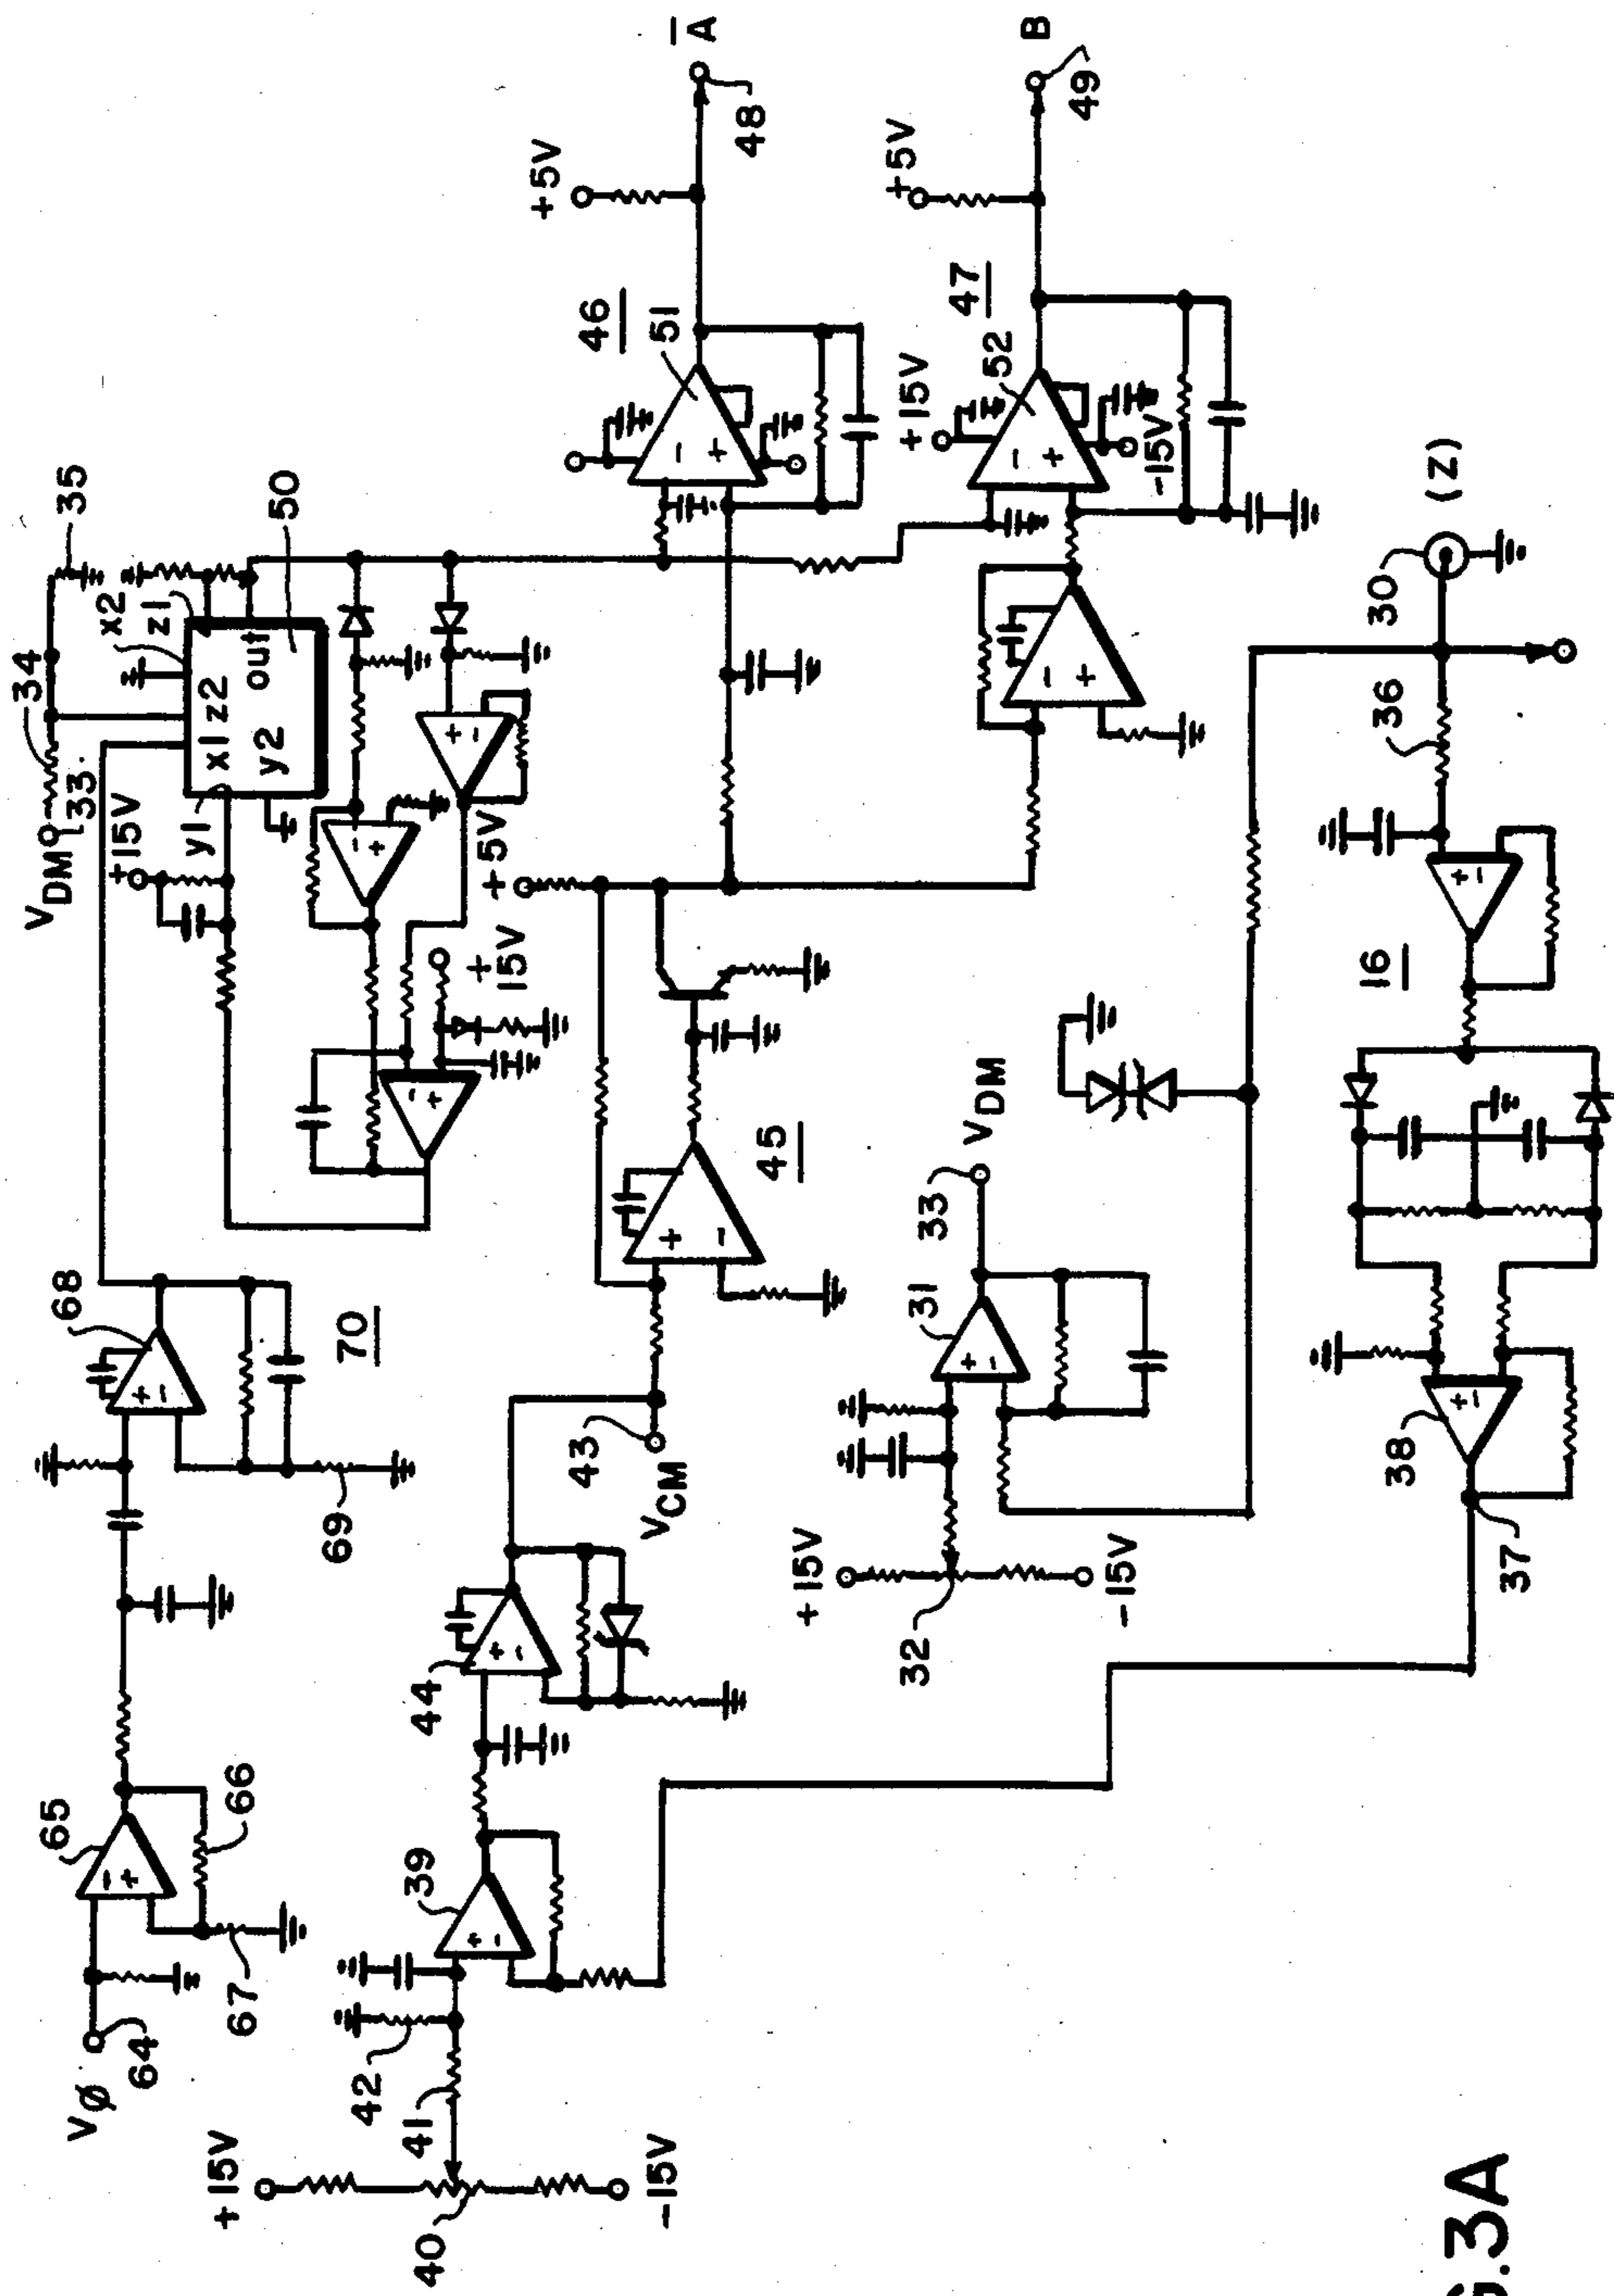 VDM 33
34
35
+15V
y1
x1 z2
x2
z1
out
y2
50
68
70
69
65
66
67
64
VØ
+15V
+5V
+5V
A
48
46
51
- +
+15V
-15V
47
52
- +
+5V
B
49
45
+ -
43
VCM
44
+ -
39
+ -
42
41
40
+15V
-15V
31
+ -
33
VDM
32
+15V
-15V
30
(Z)
36
16
+ -
38
+ -
37
G.3A